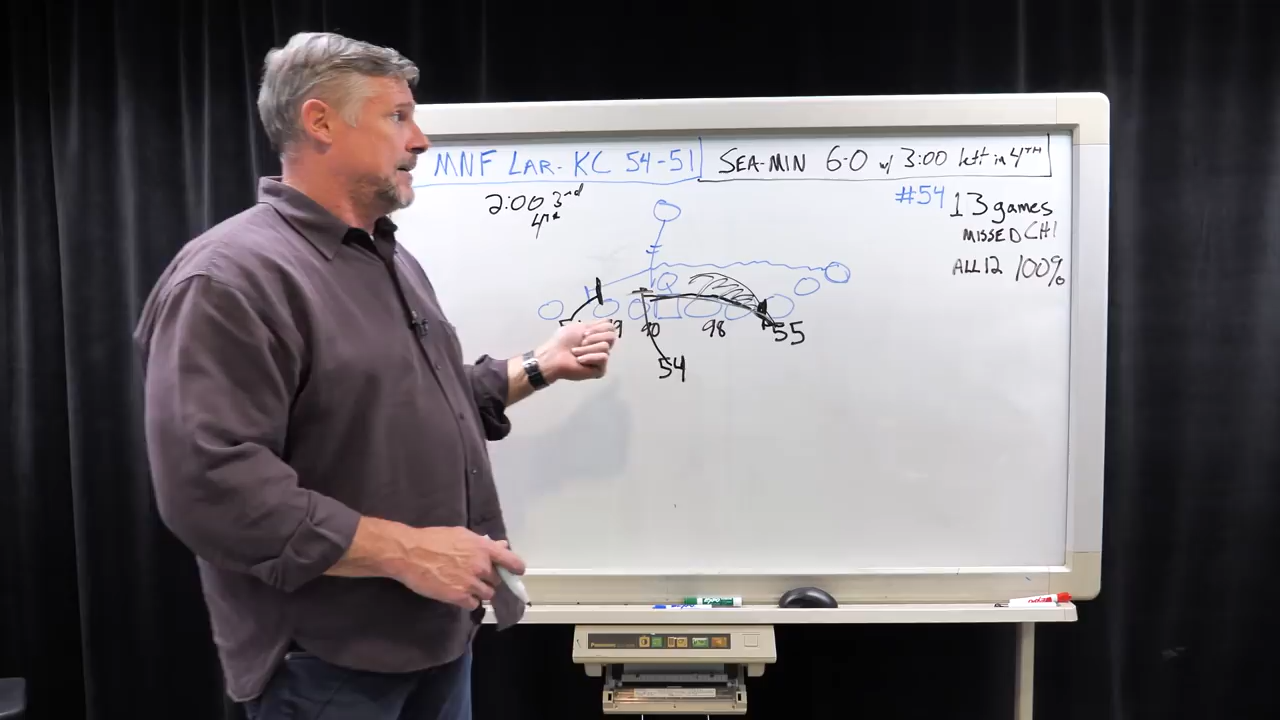 MNF LAR-KC 54-51
SEA-MIN 6-0 w/ 3:00 left in 4TH
2:00 3rd
4th
#54 13 games
MISSED CHI
ALL 12 100%
Q
90 98 55
54
Panasonic